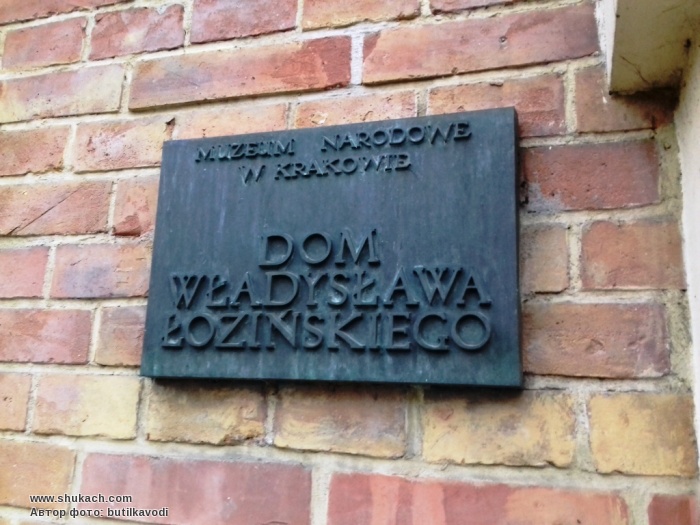 MUZEUM NARODOWE
W KRAKOWIE
DOM
WŁADYSŁAWA
ŁOZIŃSKIEGO
www.shukach.com
Автор фото: butilkavodi